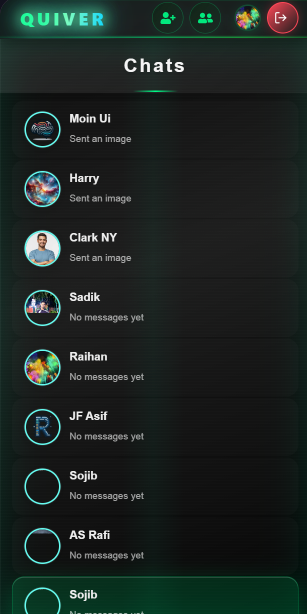 QUIVER
Chats
Moin Ui
Sent an image
Harry
Sent an image
Clark NY
Sent an image
Sadik
No messages yet
Raihan
No messages yet
JF Asif
No messages yet
Sojib
No messages yet
AS Rafi
No messages yet
Sojib